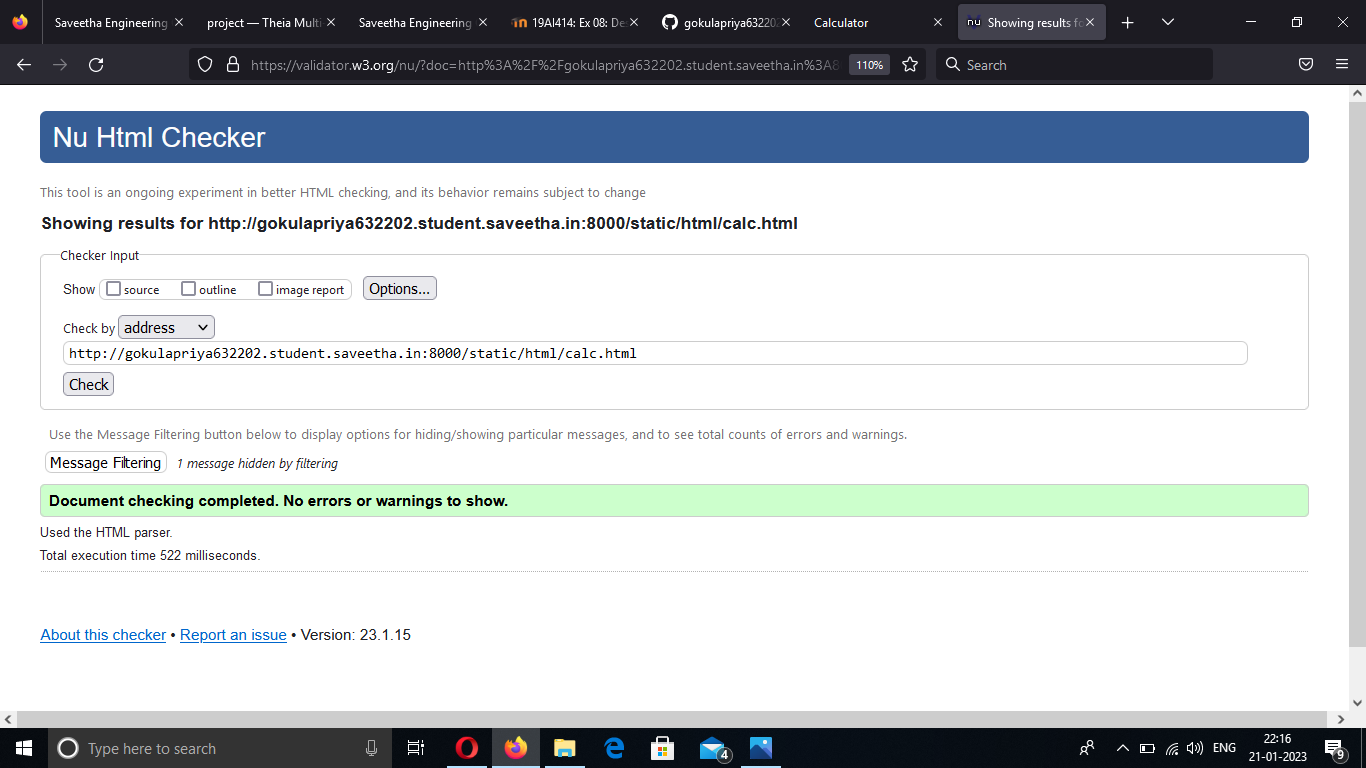 Saveetha Engineering
project — Theia Multi
Saveetha Engineering
19AI414: Ex 08: De
gokulapriya63220
Calculator
nu Showing results fo
https://validator.w3.org/nu/?doc=http%3A%2F%2Fgokulapriya632202.student.saveetha.in%3A8
110%
Search
Nu Html Checker
This tool is an ongoing experiment in better HTML checking, and its behavior remains subject to change
Showing results for http://gokulapriya632202.student.saveetha.in:8000/static/html/calc.html
Checker Input
Show source outline image report Options...
Check by address
http://gokulapriya632202.student.saveetha.in:8000/static/html/calc.html
Check
Use the Message Filtering button below to display options for hiding/showing particular messages, and to see total counts of errors and warnings.
Message Filtering 1 message hidden by filtering
Document checking completed. No errors or warnings to show.
Used the HTML parser.
Total execution time 522 milliseconds.
About this checker • Report an issue • Version: 23.1.15
Type here to search
4
ENG
22:16
21-01-2023
9